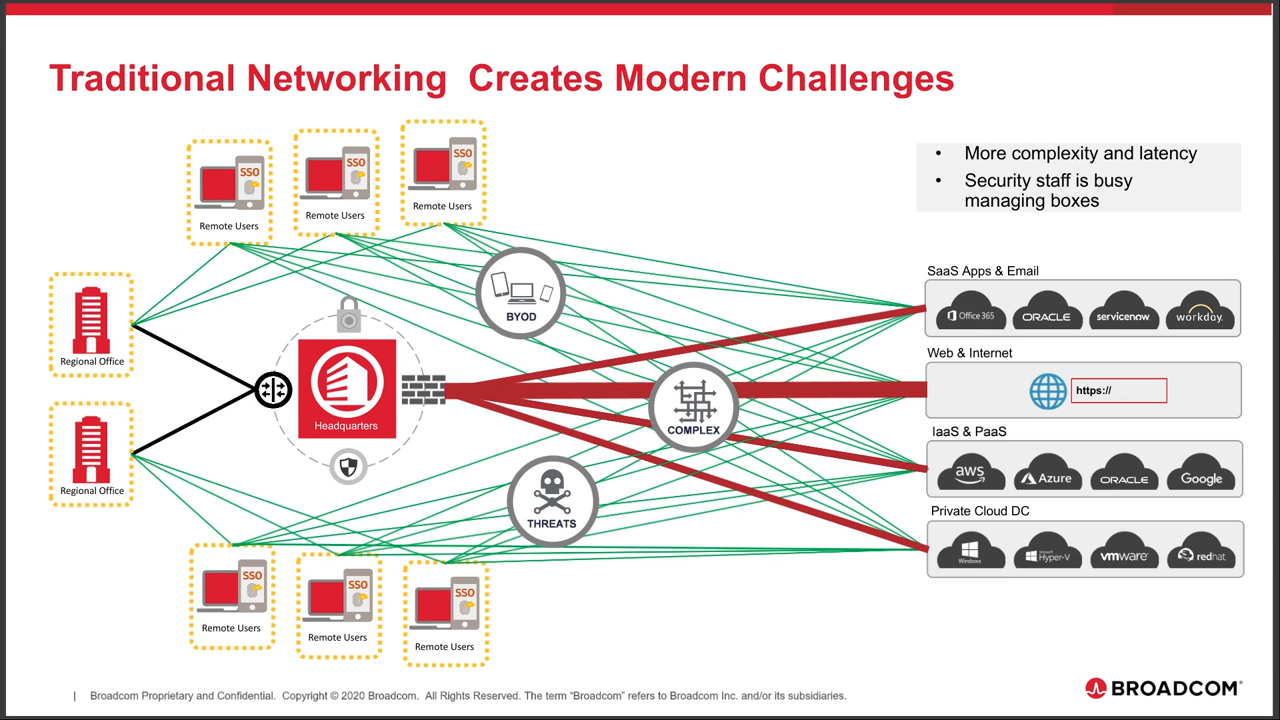 Traditional Networking  Creates Modern Challenges
• More complexity and latency
• Security staff is busy
managing boxes
SSO
Remote Users
SSO
Remote Users
SSO
Remote Users
Regional Office
Regional Office
Headquarters
BYOD
COMPLEX
THREATS
SaaS Apps & Email
Office 365
ORACLE
servicenow
workday.
Web & Internet
https://
IaaS & PaaS
aws
Azure
ORACLE
Google
Private Cloud DC
Windows
Microsoft
Hyper-V
vmware
redhat
SSO
Remote Users
SSO
Remote Users
SSO
Remote Users
| Broadcom Proprietary and Confidential.  Copyright © 2020 Broadcom.  All Rights Reserved. The term “Broadcom” refers to Broadcom Inc. and/or its subsidiaries.
BROADCOM®